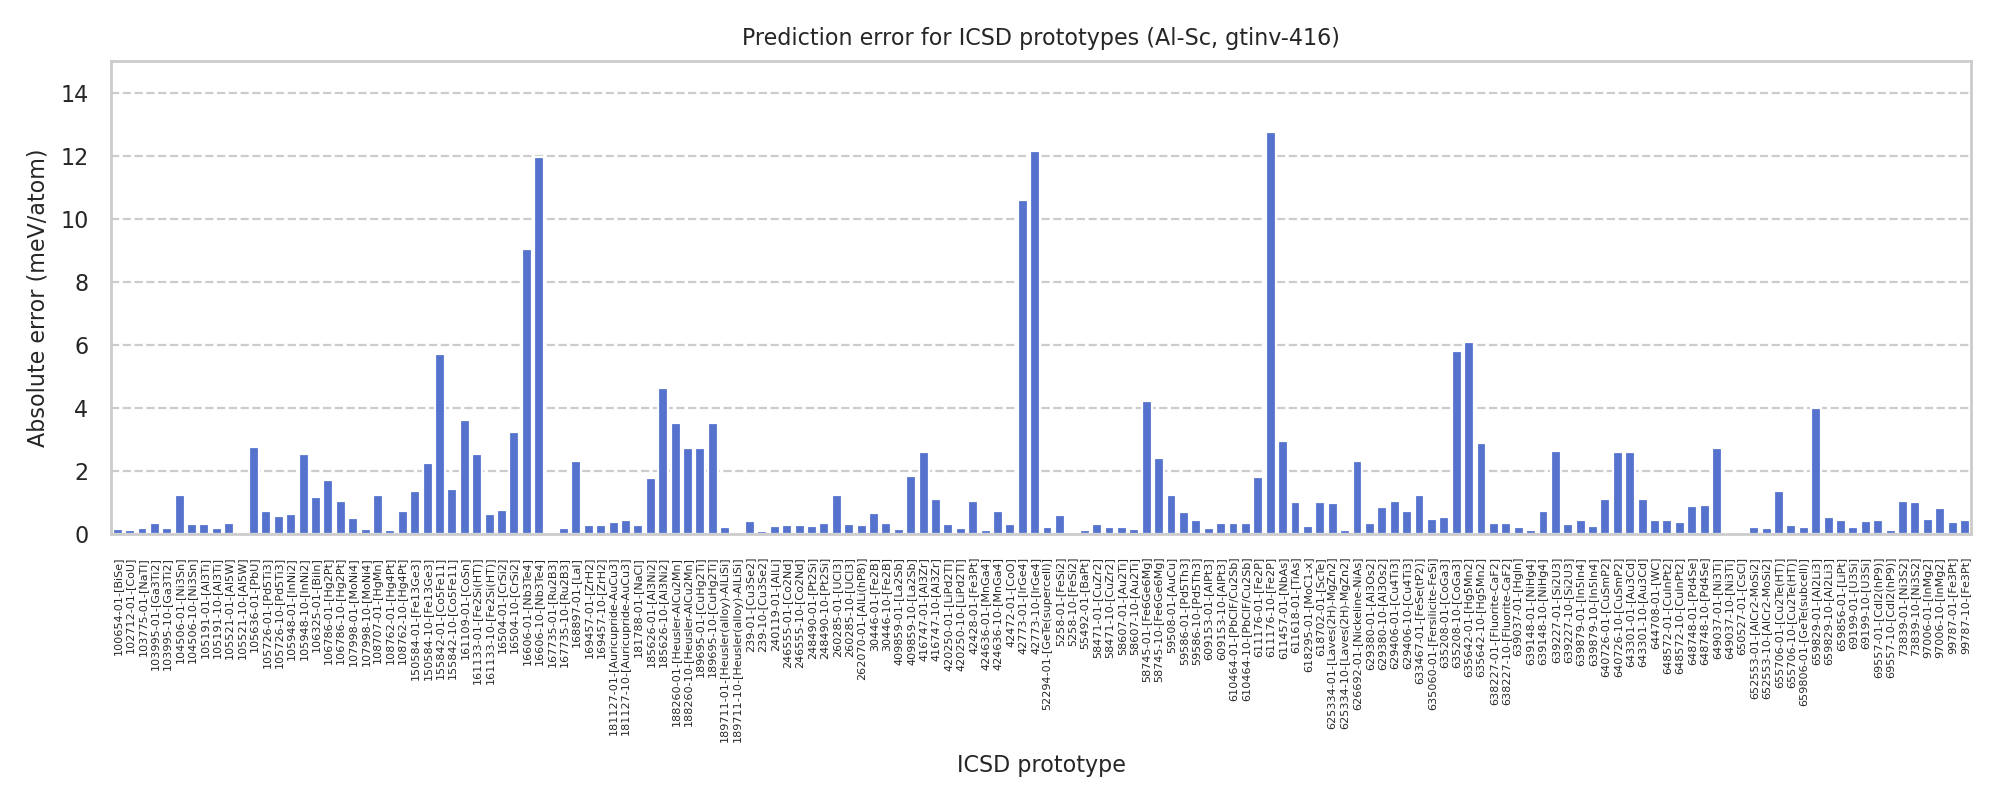 Prediction error for ICSD prototypes (Al-Sc, gtinv-416)
Absolute error (meV/atom)
14
12
10
8
6
4
2
0
100654-01-[BiSe]
102712-01-[CoU]
103775-01-[NaTl]
103995-01-[Ga3Ti2]
103995-10-[Ga3Ti2]
104506-01-[Ni3Sn]
104506-10-[Ni3Sn]
105191-01-[Al3Ti]
105191-10-[Al3Ti]
105521-01-[Al5W]
105521-10-[Al5W]
105636-01-[PbU]
105726-01-[Pd5Ti3]
105726-10-[Pd5Ti3]
105948-01-[InNi2]
105948-10-[InNi2]
106325-01-[BiIn]
106786-01-[Hg2Pt]
106786-10-[Hg2Pt]
107998-01-[MoNi4]
107998-10-[MoNi4]
108707-01-[HgMn]
108762-01-[Hg4Pt]
108762-10-[Hg4Pt]
150584-01-[Fe13Ge3]
150584-10-[Fe13Ge3]
155842-01-[Co5Fe11]
155842-10-[Co5Fe11]
161109-01-[CoSn]
161133-01-[Fe2Si(HT)]
161133-10-[Fe2Si(HT)]
16504-01-[CrSi2]
16504-10-[CrSi2]
16606-01-[Nb3Te4]
16606-10-[Nb3Te4]
167735-01-[Ru2B3]
167735-10-[Ru2B3]
168897-01-[LaI]
169457-01-[ZrH2]
169457-10-[ZrH2]
181127-01-[Auricupride-AuCu3]
181127-10-[Auricupride-AuCu3]
181788-01-[NaCl]
185626-01-[Al3Ni2]
185626-10-[Al3Ni2]
188260-01-[Heusler-AlCu2Mn]
188260-10-[Heusler-AlCu2Mn]
189695-01-[CuHg2Ti]
189695-10-[CuHg2Ti]
189711-01-[Heusler(alloy)-AlLiSi]
189711-10-[Heusler(alloy)-AlLiSi]
239-01-[Cu3Se2]
239-10-[Cu3Se2]
240119-01-[AlLi]
246555-01-[Co2Nd]
246555-10-[Co2Nd]
248490-01-[Pt2Si]
248490-10-[Pt2Si]
260285-01-[UCl3]
260285-10-[UCl3]
262070-01-[AlLi(hP8)]
30446-01-[Fe2B]
30446-10-[Fe2B]
409859-01-[La2Sb]
409859-10-[La2Sb]
416747-01-[Al3Zr]
416747-10-[Al3Zr]
420250-01-[LiPd2Tl]
420250-10-[LiPd2Tl]
42428-01-[Fe3Pt]
424636-01-[MnGa4]
424636-10-[MnGa4]
42472-01-[CoO]
42773-01-[IrGe4]
42773-10-[IrGe4]
52294-01-[GeTe(supercell)]
5258-01-[FeSi2]
5258-10-[FeSi2]
55492-01-[BaPt]
58471-01-[CuZr2]
58471-10-[CuZr2]
58607-01-[Au2Ti]
58607-10-[Au2Ti]
58745-01-[Fe6Ge6Mg]
58745-10-[Fe6Ge6Mg]
59508-01-[AuCu]
59586-01-[Pd5Th3]
59586-10-[Pd5Th3]
609153-01-[AlPt3]
609153-10-[AlPt3]
610464-01-[PbClF/Cu2Sb]
610464-10-[PbClF/Cu2Sb]
611176-01-[Fe2P]
611176-10-[Fe2P]
611457-01-[NbAs]
611618-01-[TiAs]
618295-01-[MoC1-x]
618702-01-[ScTe]
625334-01-[Laves(2H)-MgZn2]
625334-10-[Laves(2H)-MgZn2]
626692-01-[Nickeline-NiAs]
629380-01-[Al3Os2]
629380-10-[Al3Os2]
629406-01-[Cu4Ti3]
629406-10-[Cu4Ti3]
633467-01-[FeSe(tP2)]
635060-01-[Fersilicite-FeSi]
635208-01-[CoGa3]
635208-10-[CoGa3]
635642-01-[Hg5Mn2]
635642-10-[Hg5Mn2]
638227-01-[Fluorite-CaF2]
638227-10-[Fluorite-CaF2]
639037-01-[HgIn]
639148-01-[NiHg4]
639148-10-[NiHg4]
639227-01-[Si2U3]
639227-10-[Si2U3]
639879-01-[In5In4]
639879-10-[In5In4]
640726-01-[CuSmP2]
640726-10-[CuSmP2]
643301-01-[Au3Cd]
643301-10-[Au3Cd]
644708-01-[WC]
648572-01-[CuInPt2]
648572-10-[CuInPt2]
648748-01-[Pd4Se]
648748-10-[Pd4Se]
649037-01-[Ni3Ti]
649037-10-[Ni3Ti]
650527-01-[CsCl]
652553-01-[AlCr2-MoSi2]
652553-10-[AlCr2-MoSi2]
655706-01-[Cu2Te(HT)]
655706-10-[Cu2Te(HT)]
659806-01-[GeTe(subcell)]
659829-01-[Al2Li3]
659829-10-[Al2Li3]
659856-01-[LiPt]
69199-01-[U3Si]
69199-10-[U3Si]
69557-01-[CdI2(hP9)]
69557-10-[CdI2(hP9)]
73839-01-[Ni3S2]
73839-10-[Ni3S2]
97006-01-[InMg2]
97006-10-[InMg2]
99787-01-[Fe3Pt]
99787-10-[Fe3Pt]
ICSD prototype